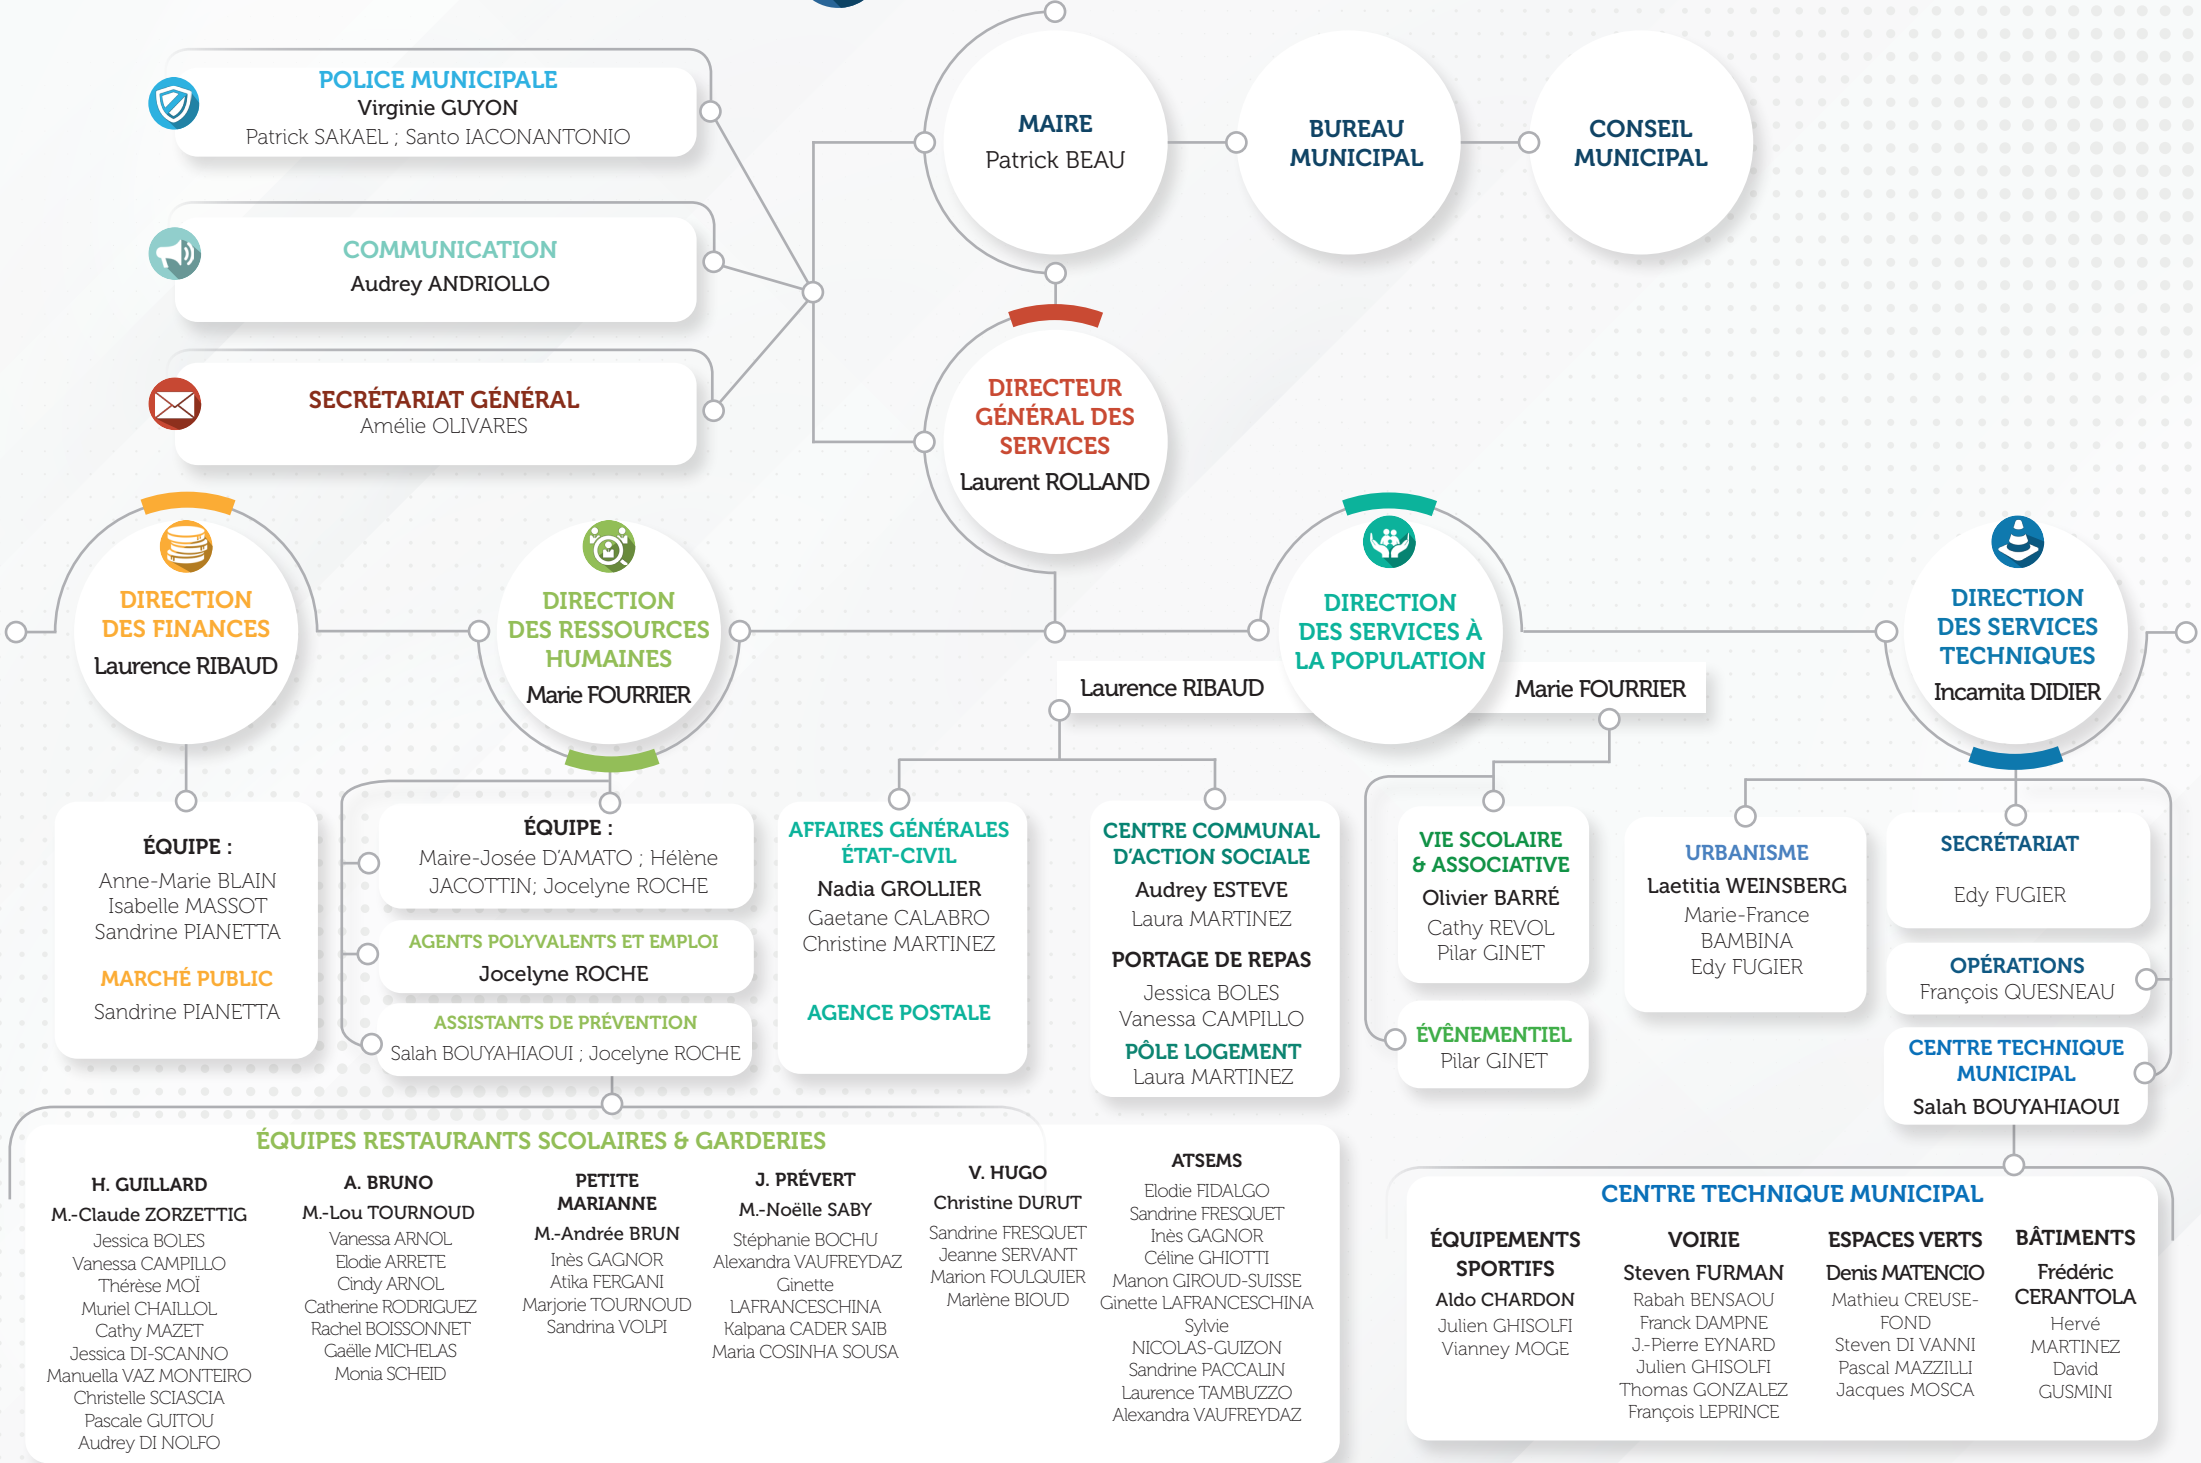 POLICE MUNICIPALE
Virginie GUYON
Patrick SAKAEL ; Santo IACONANTONIO
COMMUNICATION
Audrey ANDRIOLLO
SECRÉTARIAT GÉNÉRAL
Amélie OLIVARES
MAIRE
Patrick BEAU
BUREAU
MUNICIPAL
CONSEIL
MUNICIPAL
DIRECTEUR
GÉNÉRAL DES
SERVICES
Laurent ROLLAND
DIRECTION
DES FINANCES
Laurence RIBAUD
DIRECTION
DES RESSOURCES
HUMAINES
Marie FOURRIER
DIRECTION
DES SERVICES À
LA POPULATION
Laurence RIBAUD
Marie FOURRIER
DIRECTION
DES SERVICES
TECHNIQUES
Incarnita DIDIER
ÉQUIPE :
Anne-Marie BLAIN
Isabelle MASSOT
Sandrine PIANETTA
MARCHÉ PUBLIC
Sandrine PIANETTA
ÉQUIPE :
Maire-Josée D'AMATO ; Hélène
JACOTTIN; Jocelyne ROCHE
AGENTS POLYVALENTS ET EMPLOI
Jocelyne ROCHE
ASSISTANTS DE PRÉVENTION
Salah BOUYAHIAOUI ; Jocelyne ROCHE
AFFAIRES GÉNÉRALES
ÉTAT-CIVIL
Nadia GROLLIER
Gaetane CALABRO
Christine MARTINEZ
AGENCE POSTALE
CENTRE COMMUNAL
D'ACTION SOCIALE
Audrey ESTEVE
Laura MARTINEZ
PORTAGE DE REPAS
Jessica BOLES
Vanessa CAMPILLO
PÔLE LOGEMENT
Laura MARTINEZ
VIE SCOLAIRE
& ASSOCIATIVE
Olivier BARRÉ
Cathy REVOL
Pilar GINET
ÉVÊNEMENTIEL
Pilar GINET
URBANISME
Laetitia WEINSBERG
Marie-France
BAMBINA
Edy FUGIER
SECRÉTARIAT
Edy FUGIER
OPÉRATIONS
François QUESNEAU
CENTRE TECHNIQUE
MUNICIPAL
Salah BOUYAHIAOUI
ÉQUIPES RESTAURANTS SCOLAIRES & GARDERIES
H. GUILLARD
M.-Claude ZORZETTIG
Jessica BOLES
Vanessa CAMPILLO
Thérèse MOÏ
Muriel CHAILLOL
Cathy MAZET
Jessica DI-SCANNO
Manuella VAZ MONTEIRO
Christelle SCIASCIA
Pascale GUITOU
Audrey DI NOLFO
A. BRUNO
M.-Lou TOURNOUD
Vanessa ARNOL
Elodie ARRETE
Cindy ARNOL
Catherine RODRIGUEZ
Rachel BOISSONNET
Gaëlle MICHELAS
Monia SCHEID
PETITE
MARIANNE
M.-Andrée BRUN
Inès GAGNOR
Atika FERGANI
Marjorie TOURNOUD
Sandrina VOLPI
J. PRÉVERT
M.-Noëlle SABY
Stéphanie BOCHU
Alexandra VAUFREYDAZ
Ginette
LAFRANCESCHINA
Kalpana CADER SAIB
Maria COSINHA SOUSA
V. HUGO
Christine DURUT
Sandrine FRESQUET
Jeanne SERVANT
Marion FOULQUIER
Marlène BIOUD
ATSEMS
Elodie FIDALGO
Sandrine FRESQUET
Inès GAGNOR
Céline GHIOTTI
Manon GIROUD-SUISSE
Ginette LAFRANCESCHINA
Sylvie
NICOLAS-GUIZON
Sandrine PACCALIN
Laurence TAMBUZZO
Alexandra VAUFREYDAZ
CENTRE TECHNIQUE MUNICIPAL
ÉQUIPEMENTS
SPORTIFS
Aldo CHARDON
Julien GHISOLFI
Vianney MOGE
VOIRIE
Steven FURMAN
Rabah BENSAOU
Franck DAMPNE
J.-Pierre EYNARD
Julien GHISOLFI
Thomas GONZALEZ
François LEPRINCE
ESPACES VERTS
Denis MATENCIO
Mathieu CREUSE-
FOND
Steven DI VANNI
Pascal MAZZILLI
Jacques MOSCA
BÂTIMENTS
Frédéric
CERANTOLA
Hervé
MARTINEZ
David
GUSMINI